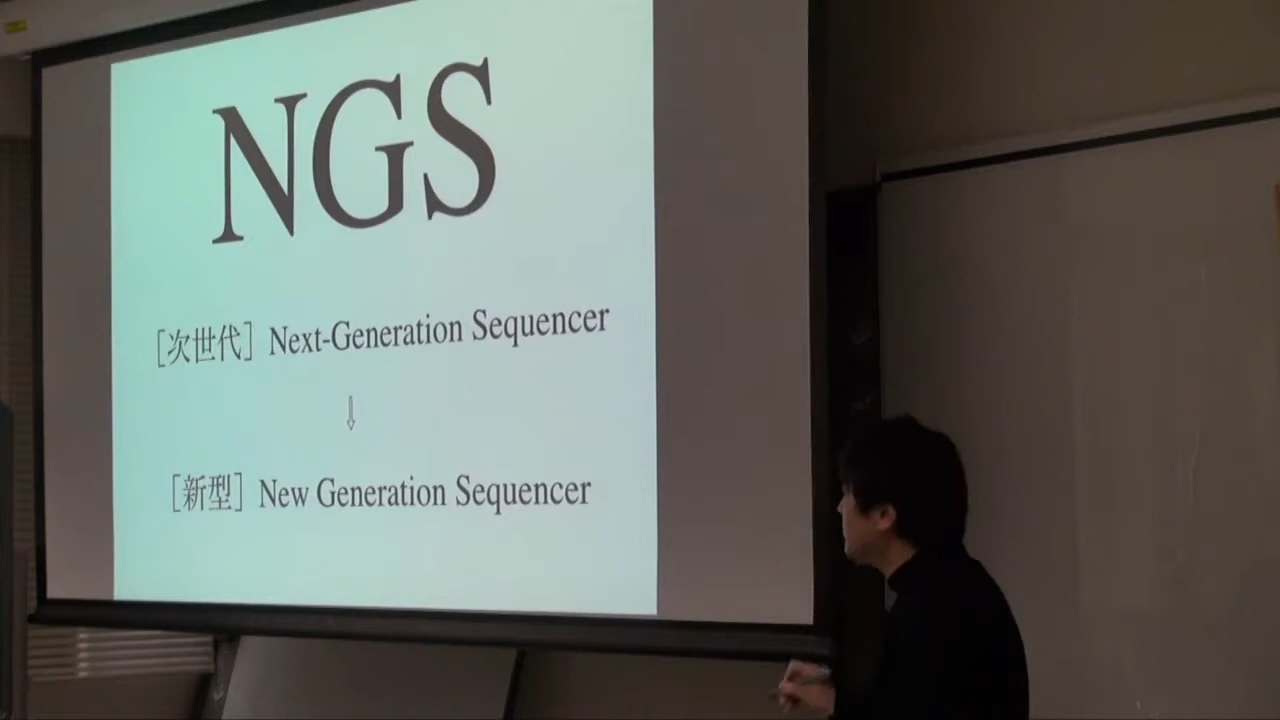 NGS
［次世代］Next-Generation Sequencer
⇓
［新型］New Generation Sequencer